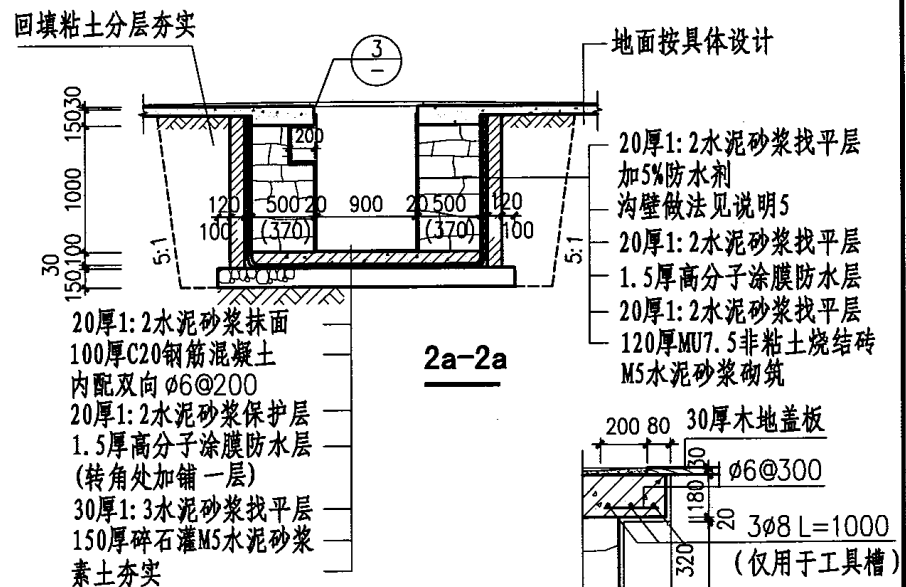 回填粘土分层夯实
3
-
地面按具体设计
30
150
1000
100
30
150
200
120 500 20 900 20 500 120
100 (370) (370) 100
5:1
5:1
20厚1:2水泥砂浆找平层
加5%防水剂
沟壁做法见说明5
20厚1:2水泥砂浆找平层
1.5厚高分子涂膜防水层
20厚1:2水泥砂浆找平层
120厚MU7.5非粘土烧结砖
M5水泥砂浆砌筑
20厚1:2水泥砂浆抹面
100厚C20钢筋混凝土
内配双向ø6@200
20厚1:2水泥砂浆保护层
1.5厚高分子涂膜防水层
(转角处加铺一层)
30厚1:3水泥砂浆找平层
150厚碎石灌M5水泥砂浆
素土夯实
2a-2a
200 80
30厚木地盖板
30
ø6@300
180
20
3ø8 L=1000
(仅用于工具槽)
320